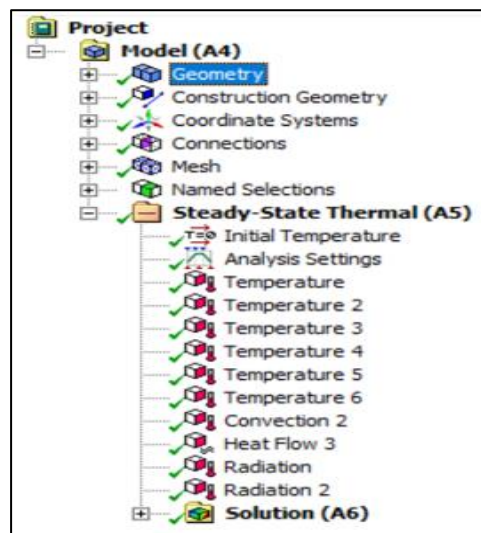 Project
Model (A4)
Geometry
Construction Geometry
Coordinate Systems
Connections
Mesh
Named Selections
Steady-State Thermal (A5)
T=0 Initial Temperature
Analysis Settings
Temperature
Temperature 2
Temperature 3
Temperature 4
Temperature 5
Temperature 6
Convection 2
Heat Flow 3
Radiation
Radiation 2
Solution (A6)